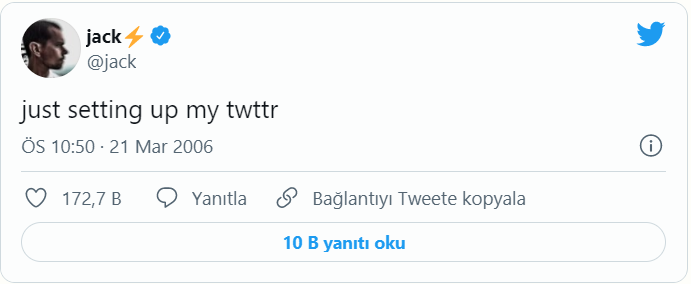 jack⚡
@jack
just setting up my twttr
ÖS 10:50 · 21 Mar 2006
172,7 B Yanıtla Bağlantıyı Tweete kopyala
10 B yanıtı oku